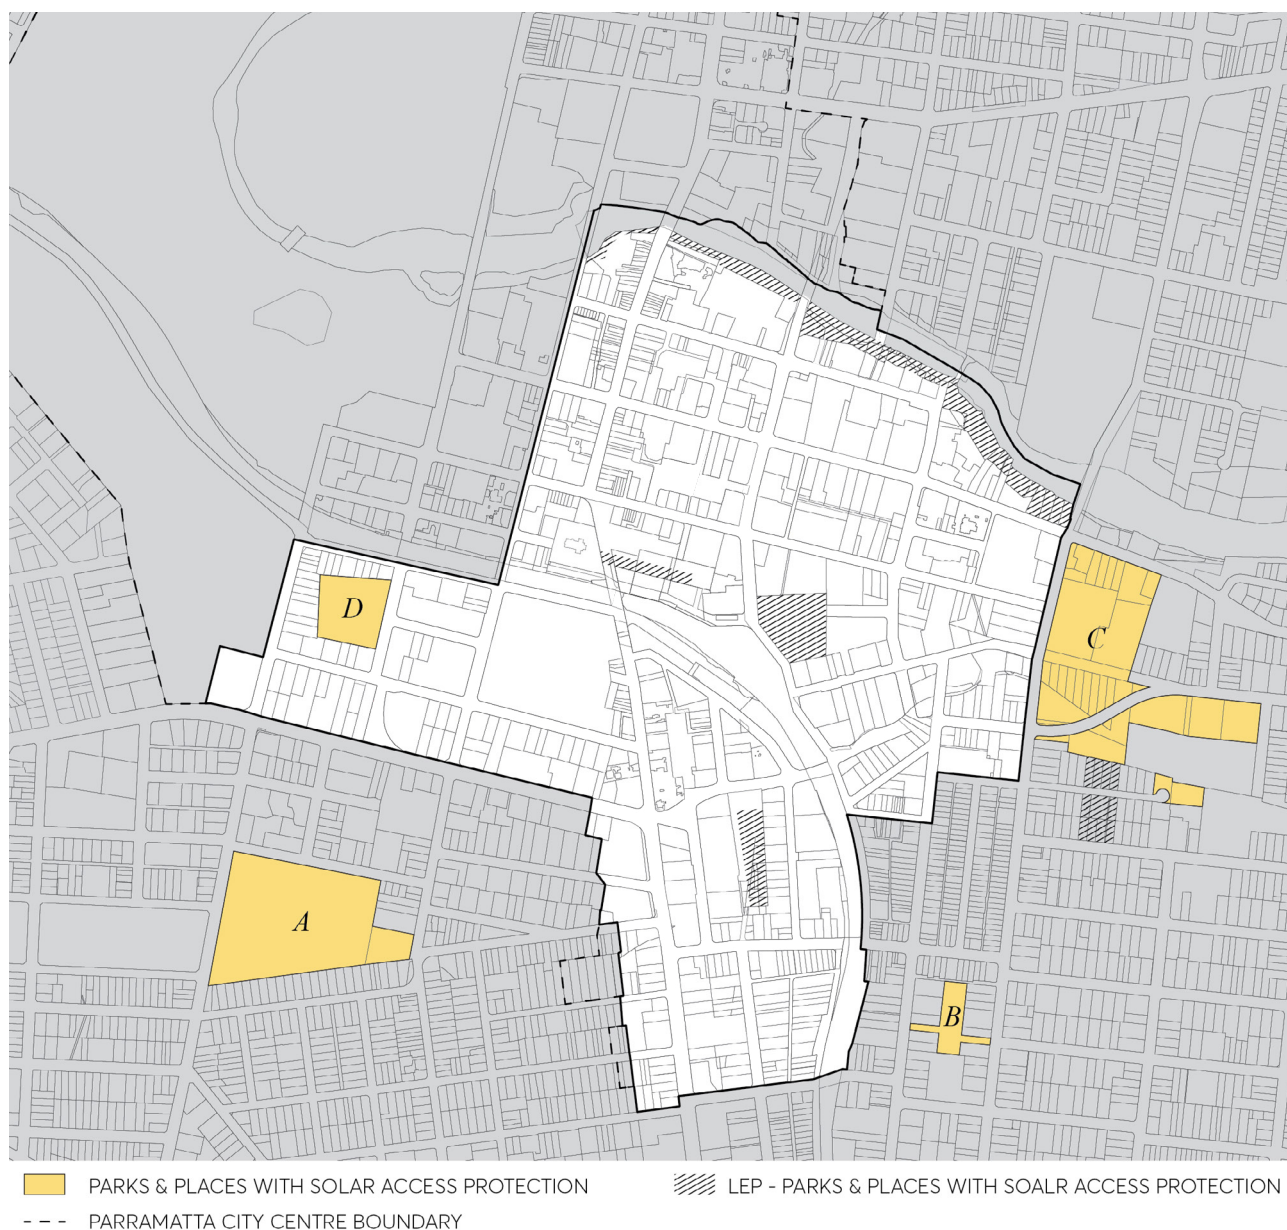 D
C
A
B
PARKS & PLACES WITH SOLAR ACCESS PROTECTION
LEP - PARKS & PLACES WITH SOALR ACCESS PROTECTION
PARRAMATTA CITY CENTRE BOUNDARY